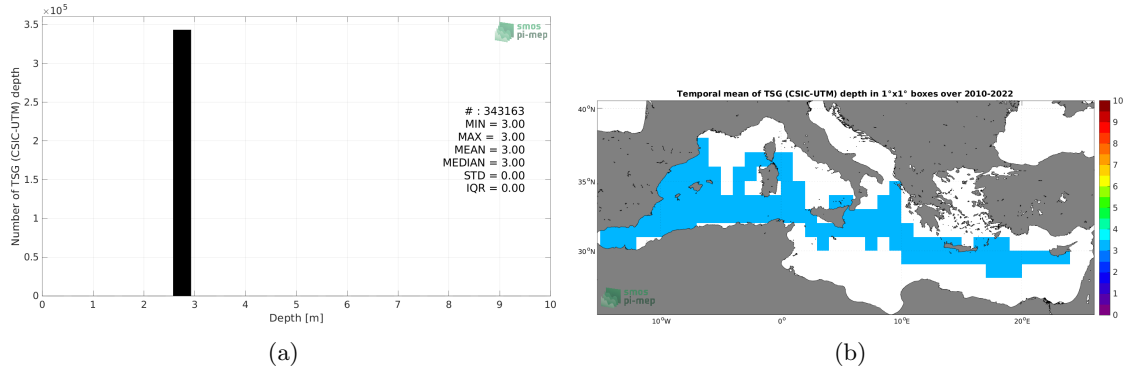 ×10⁵
3.5
3
2.5
2
1.5
1
0.5
0
0 1 2 3 4 5 6 7 8 9 10
Number of TSG (CSIC-UTM) depth
Depth [m]
smos
pi-mep
# : 343163
MIN = 3.00
MAX = 3.00
MEAN = 3.00
MEDIAN = 3.00
STD = 0.00
IQR = 0.00
(a)
Temporal mean of TSG (CSIC-UTM) depth in 1°x1° boxes over 2010-2022
40°N
35°N
30°N
10°W 0° 10°E 20°E
smos
pi-mep
10
9
8
7
6
5
4
3
2
1
0
(b)